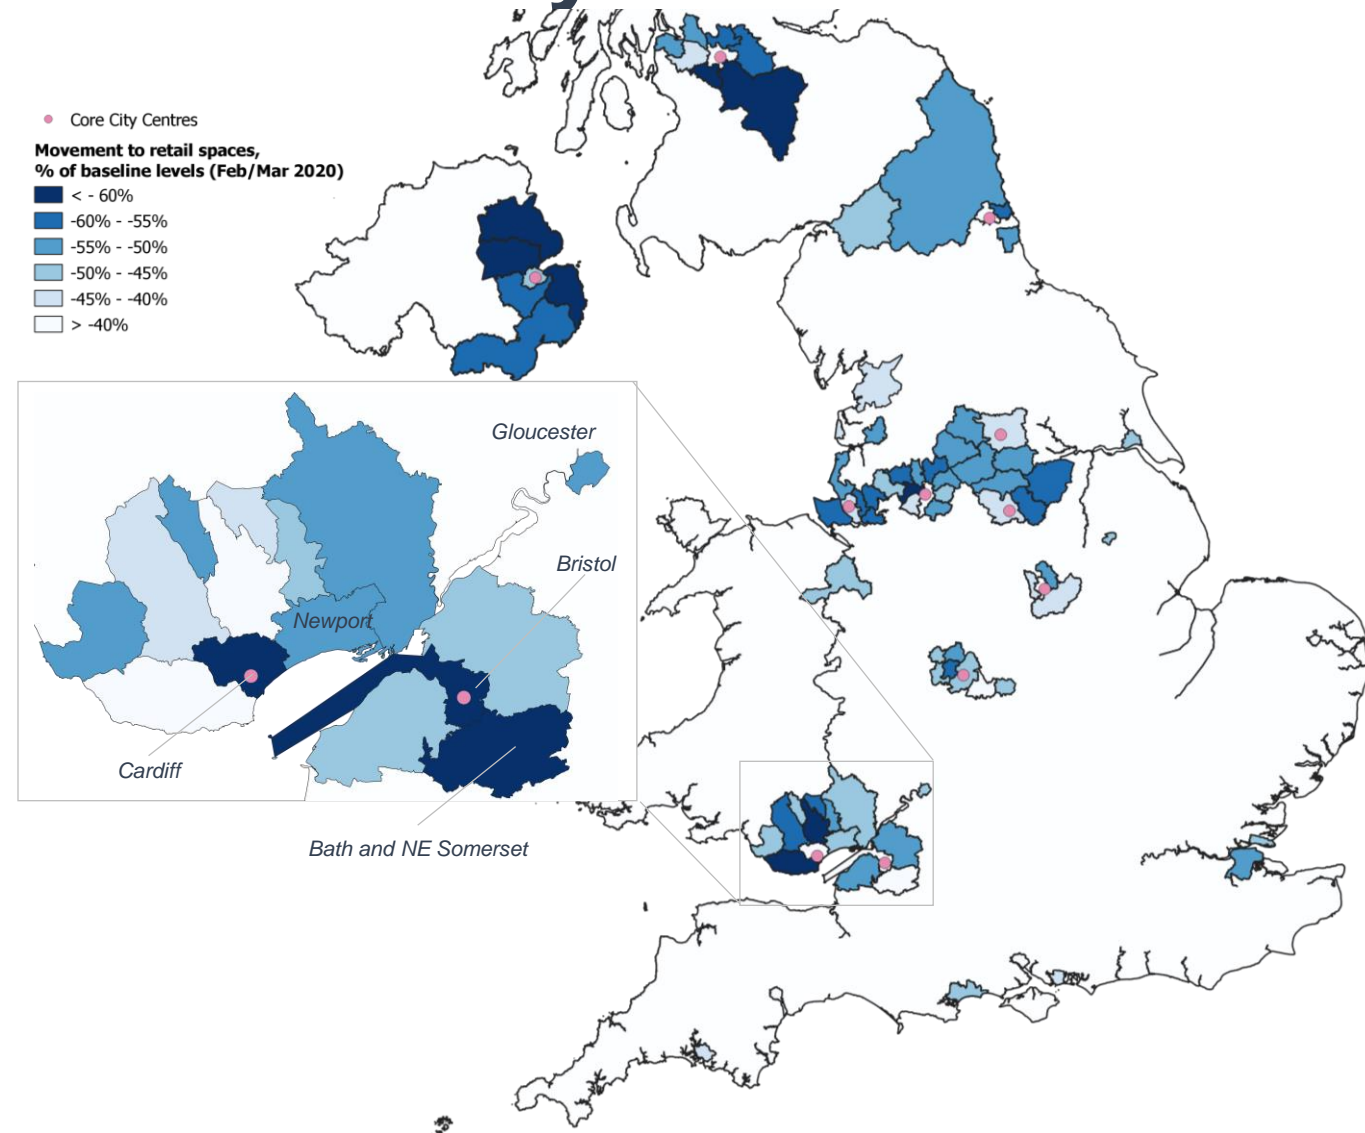 Core City Centres
Movement to retail spaces,
% of baseline levels (Feb/Mar 2020)
< - 60%
-60% - -55%
-55% - -50%
-50% - -45%
-45% - -40%
> -40%
Gloucester
Bristol
Newport
Cardiff
Bath and NE Somerset